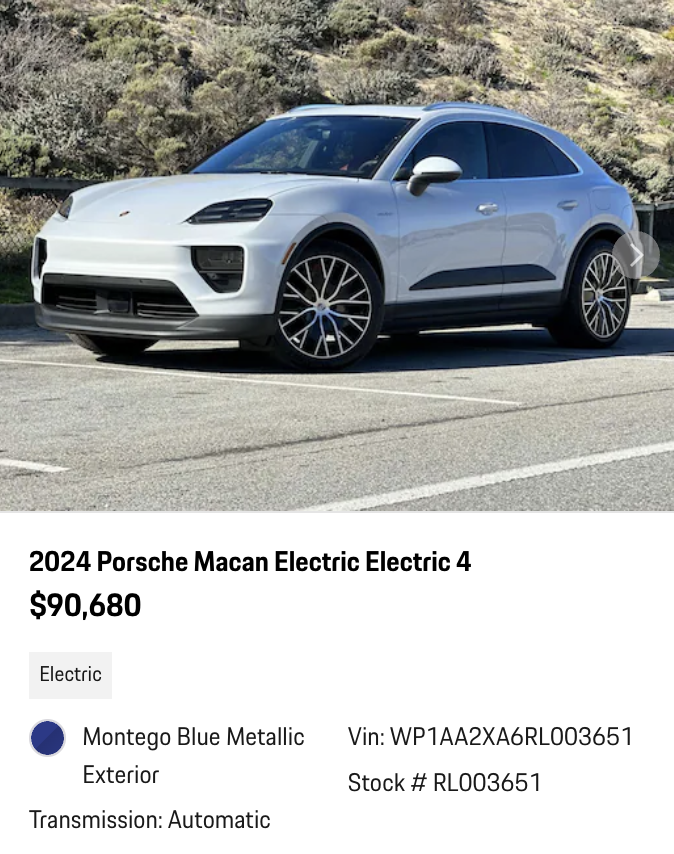 2024 Porsche Macan Electric Electric 4
$90,680
Electric
Montego Blue Metallic
Exterior
Vin: WP1AA2XA6RL003651
Stock # RL003651
Transmission: Automatic